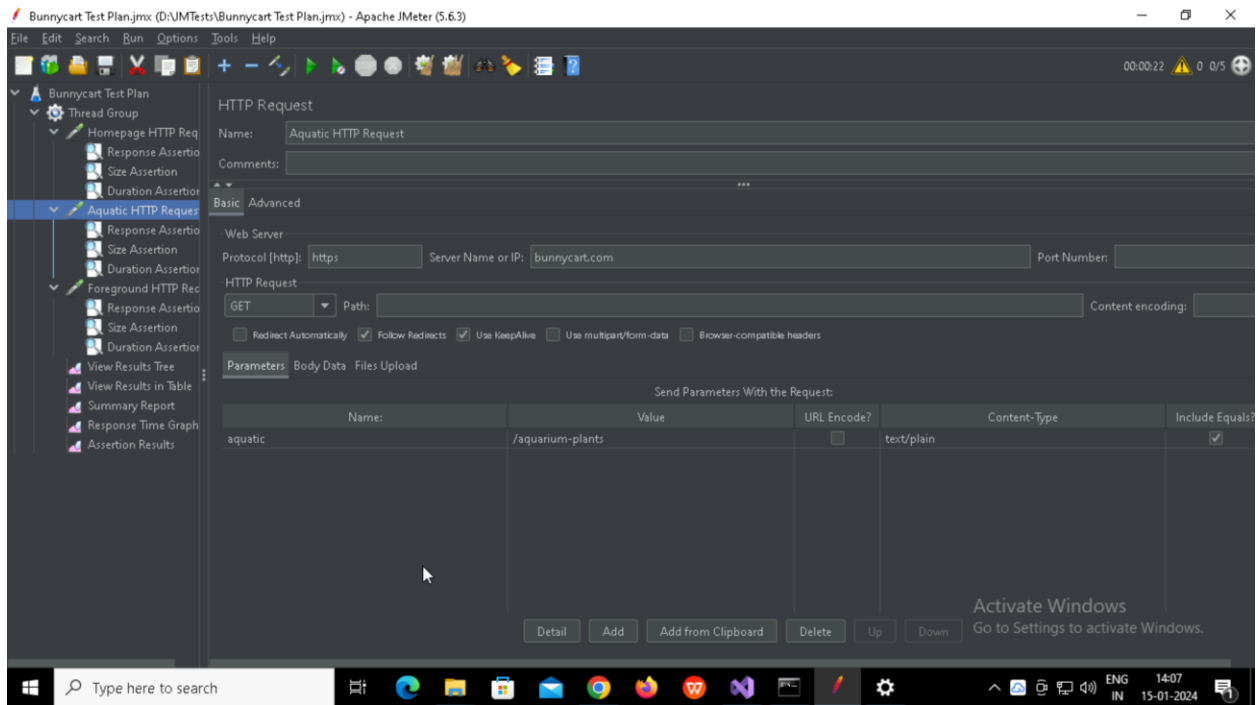 Bunnycart Test Plan.jmx (D:\JMTests\Bunnycart Test Plan.jmx) - Apache JMeter (5.6.3)
File Edit Search Run Options Tools Help
00:00:22 0 0/5
Bunnycart Test Plan
Thread Group
Homepage HTTP Req
Response Assertio
Size Assertion
Duration Assertion
Aquatic HTTP Reques
Response Assertio
Size Assertion
Duration Assertion
Foreground HTTP Rec
Response Assertio
Size Assertion
Duration Assertion
View Results Tree
View Results in Table
Summary Report
Response Time Graph
Assertion Results
HTTP Request
Name: Aquatic HTTP Request
Comments:
Basic Advanced
Web Server
Protocol [http]: https Server Name or IP: bunnycart.com Port Number:
HTTP Request
GET Path: Content encoding:
Redirect Automatically Follow Redirects Use KeepAlive Use multipart/form-data Browser-compatible headers
Parameters Body Data Files Upload
Send Parameters With the Request:
Name: Value URL Encode? Content-Type Include Equals?
aquatic /aquarium-plants text/plain
Detail Add Add from Clipboard Delete Up Down
Activate Windows
Go to Settings to activate Windows.
Type here to search
ENG
IN
14:07
15-01-2024
1